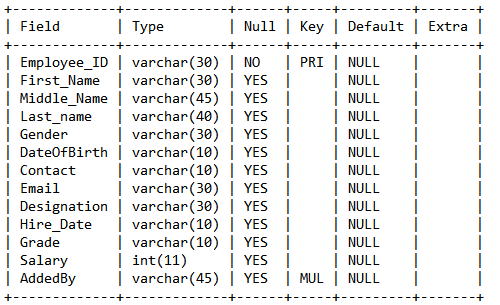 +-------------+-------------+------+-----+---------+-------+
| Field       | Type        | Null | Key | Default | Extra |
+-------------+-------------+------+-----+---------+-------+
| Employee_ID | varchar(30) | NO   | PRI | NULL    |       |
| First_Name  | varchar(30) | YES  |     | NULL    |       |
| Middle_Name | varchar(45) | YES  |     | NULL    |       |
| Last_name   | varchar(40) | YES  |     | NULL    |       |
| Gender      | varchar(30) | YES  |     | NULL    |       |
| DateOfBirth | varchar(10) | YES  |     | NULL    |       |
| Contact     | varchar(10) | YES  |     | NULL    |       |
| Email       | varchar(30) | YES  |     | NULL    |       |
| Designation | varchar(30) | YES  |     | NULL    |       |
| Hire_Date   | varchar(10) | YES  |     | NULL    |       |
| Grade       | varchar(10) | YES  |     | NULL    |       |
| Salary      | int(11)     | YES  |     | NULL    |       |
| AddedBy     | varchar(45) | YES  | MUL | NULL    |       |
+-------------+-------------+------+-----+---------+-------+